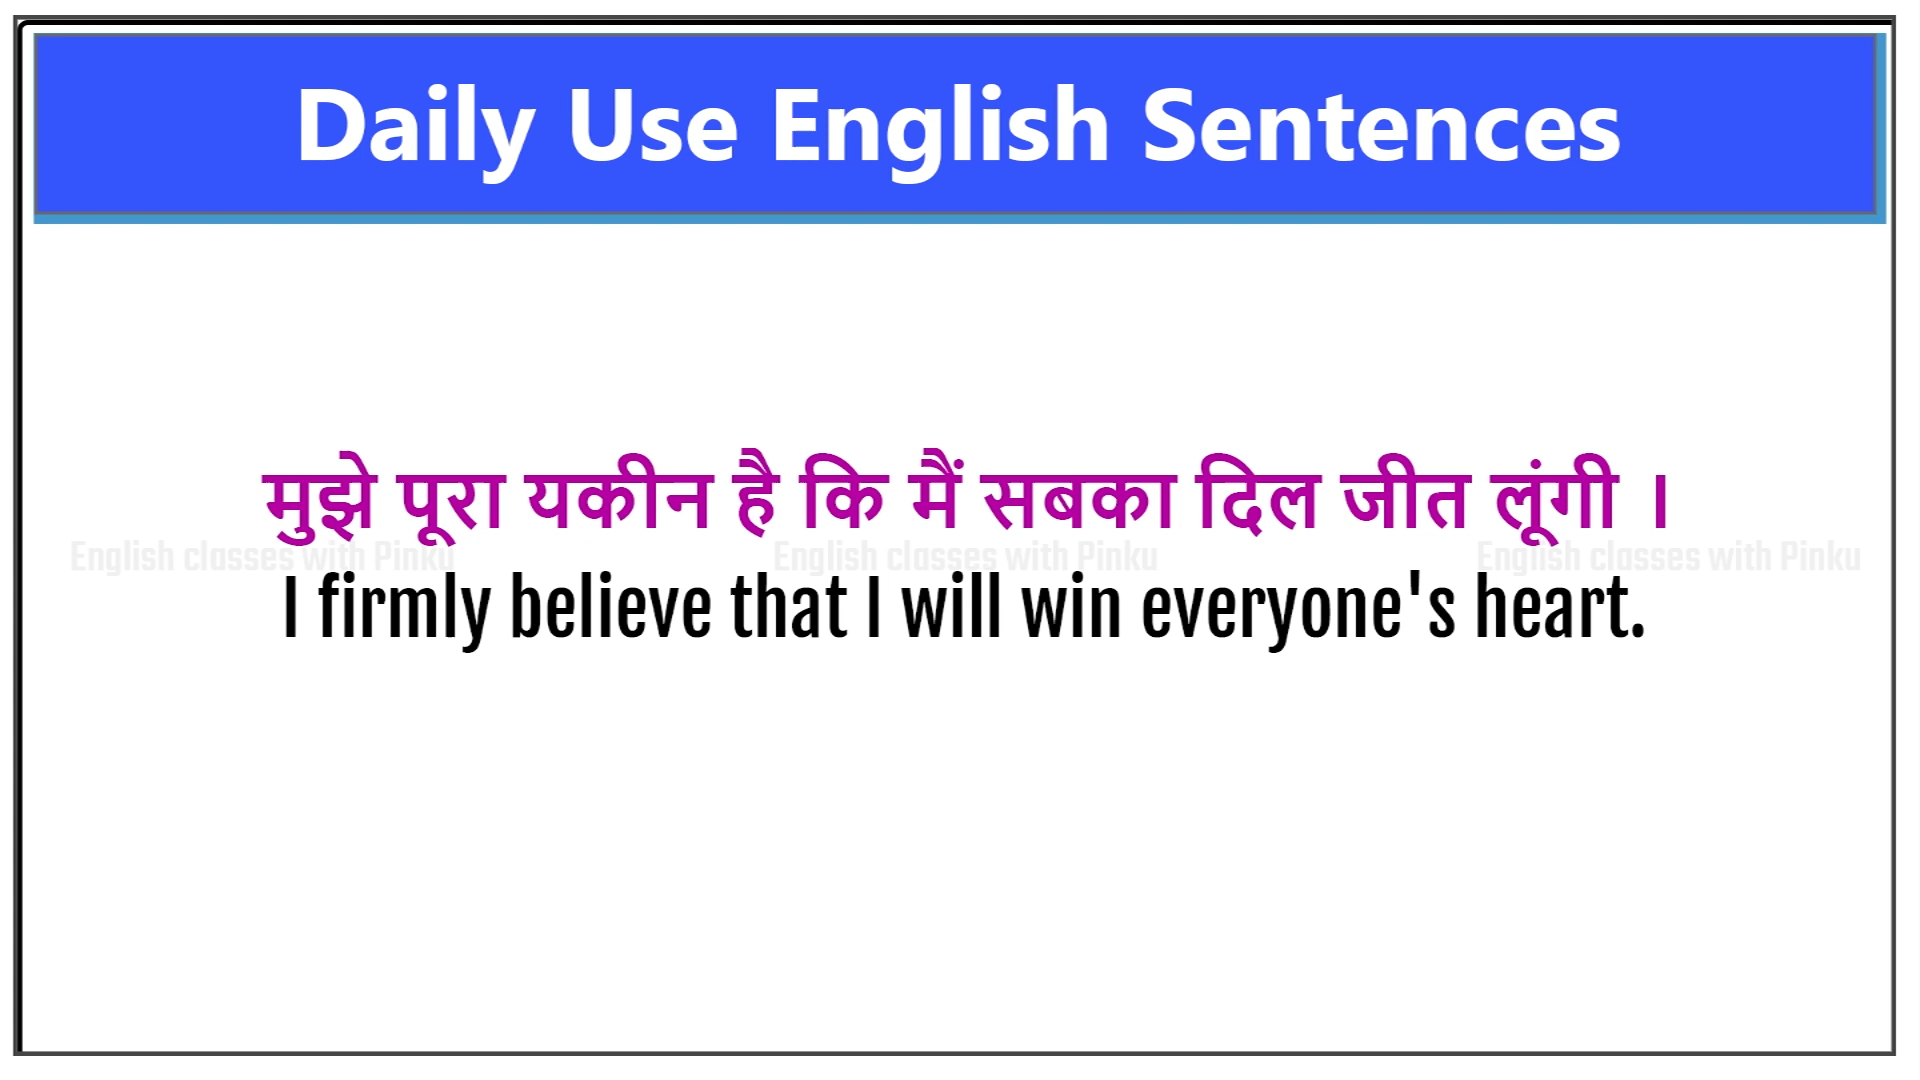 Daily Use English Sentences
मुझे पूरा यकीन है कि मैं सबका दिल जीत लूंगी ।
English classes with Pinku English classes with Pinku English classes with Pinku
I firmly believe that I will win everyone's heart.